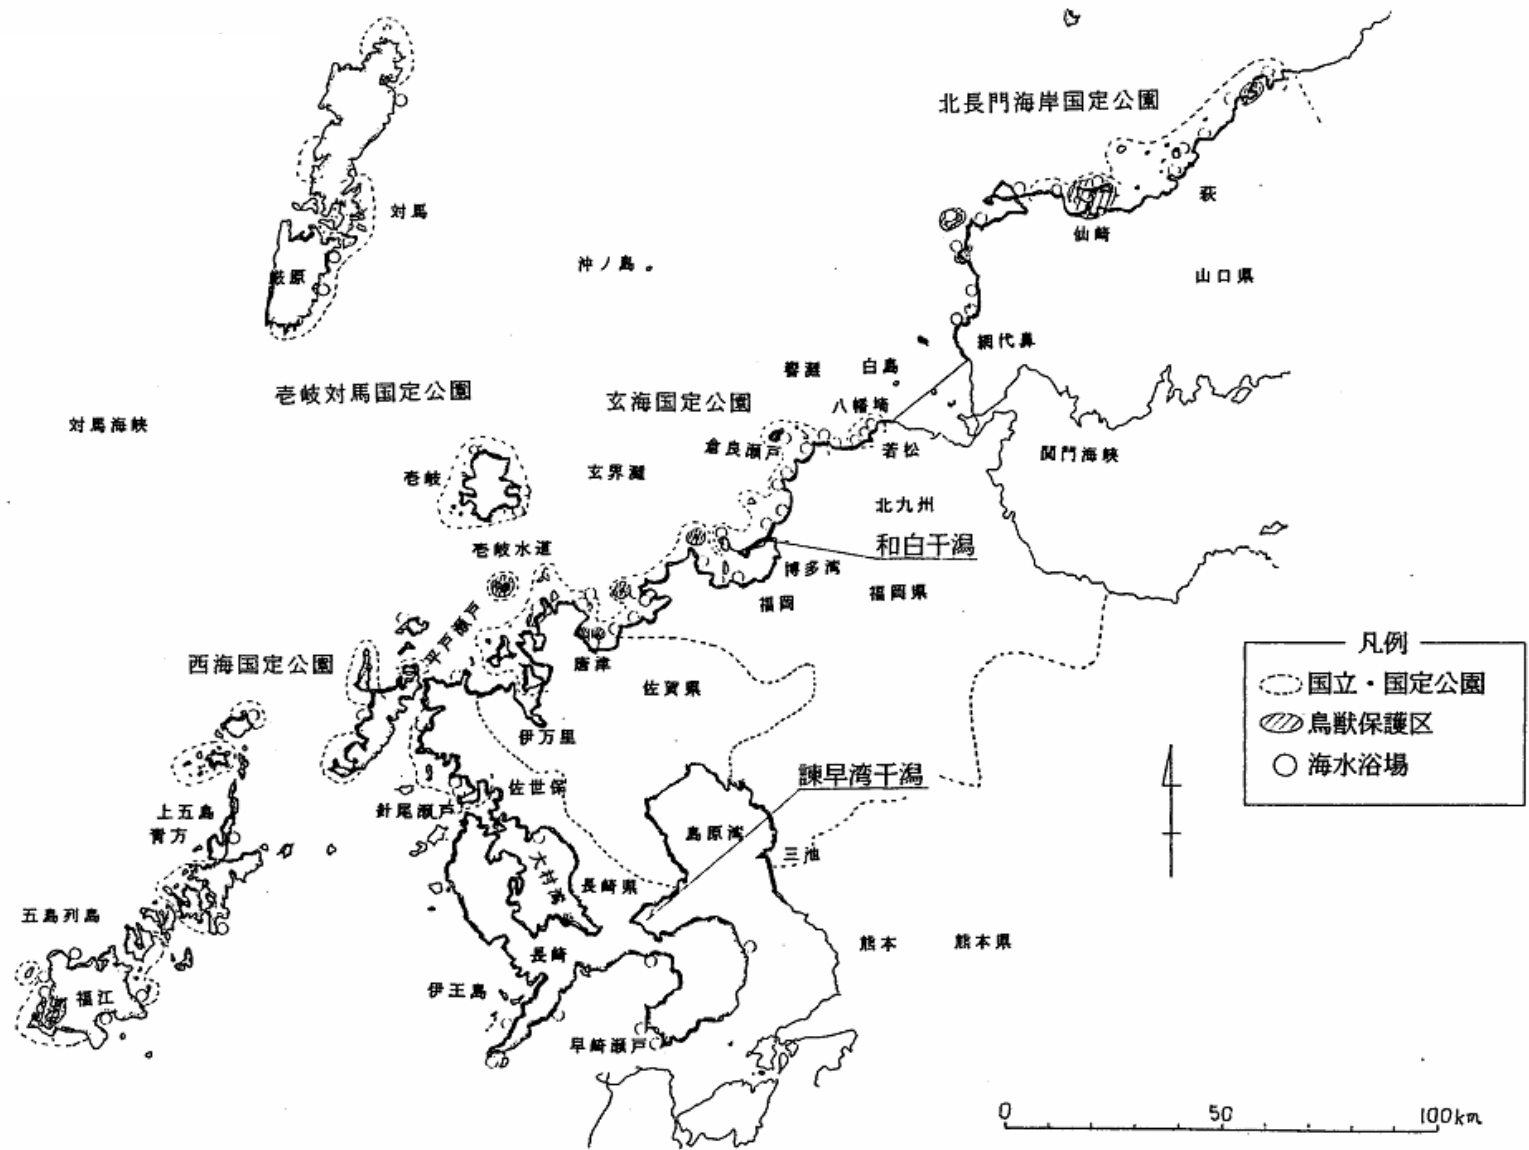 北長門海岸国定公園
萩
仙崎
山口県
対馬
厳原
沖ノ島
網代鼻
響灘
白島
壱岐対馬国定公園
玄海国定公園
八幡埼
対馬海峡
倉良瀬戸
若松
関門海峡
壱岐
玄界灘
北九州
壱岐水道
和白干潟
博多湾
福岡
福岡県
平戸瀬戸
凡例
国立・国定公園
鳥獣保護区
海水浴場
西海国定公園
唐津
佐賀県
伊万里
諫早湾干潟
佐世保
針尾瀬戸
上五島
青方
島原湾
三池
大村湾
長崎県
五島列島
熊本
熊本県
長崎
伊王島
福江
早崎瀬戸
0 50 100km